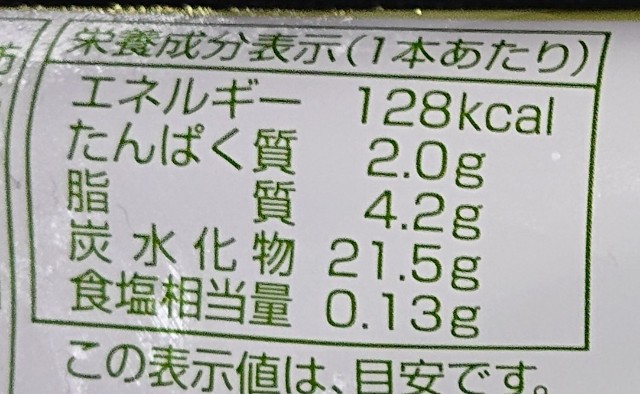 栄養成分表示(1本あたり)
エネルギー 128kcal
たんぱく質 2.0g
脂質 4.2g
炭水化物 21.5g
食塩相当量 0.13g
この表示値は、目安です。